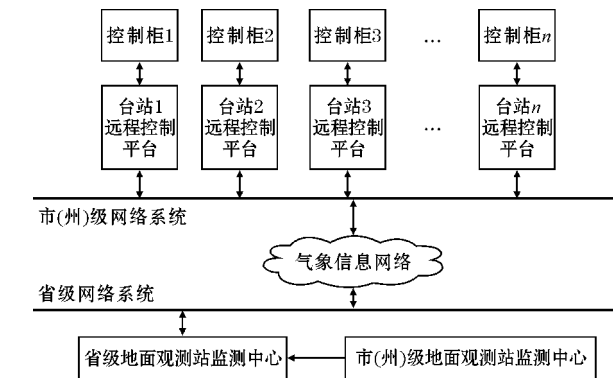 控制柜1
控制柜2
控制柜3
…
控制柜n
台站1
远程控制
平台
台站2
远程控制
平台
台站3
远程控制
平台
…
台站n
远程控制
平台
市(州)级网络系统
气象信息网络
省级网络系统
省级地面观测站监测中心
市(州)级地面观测站监测中心